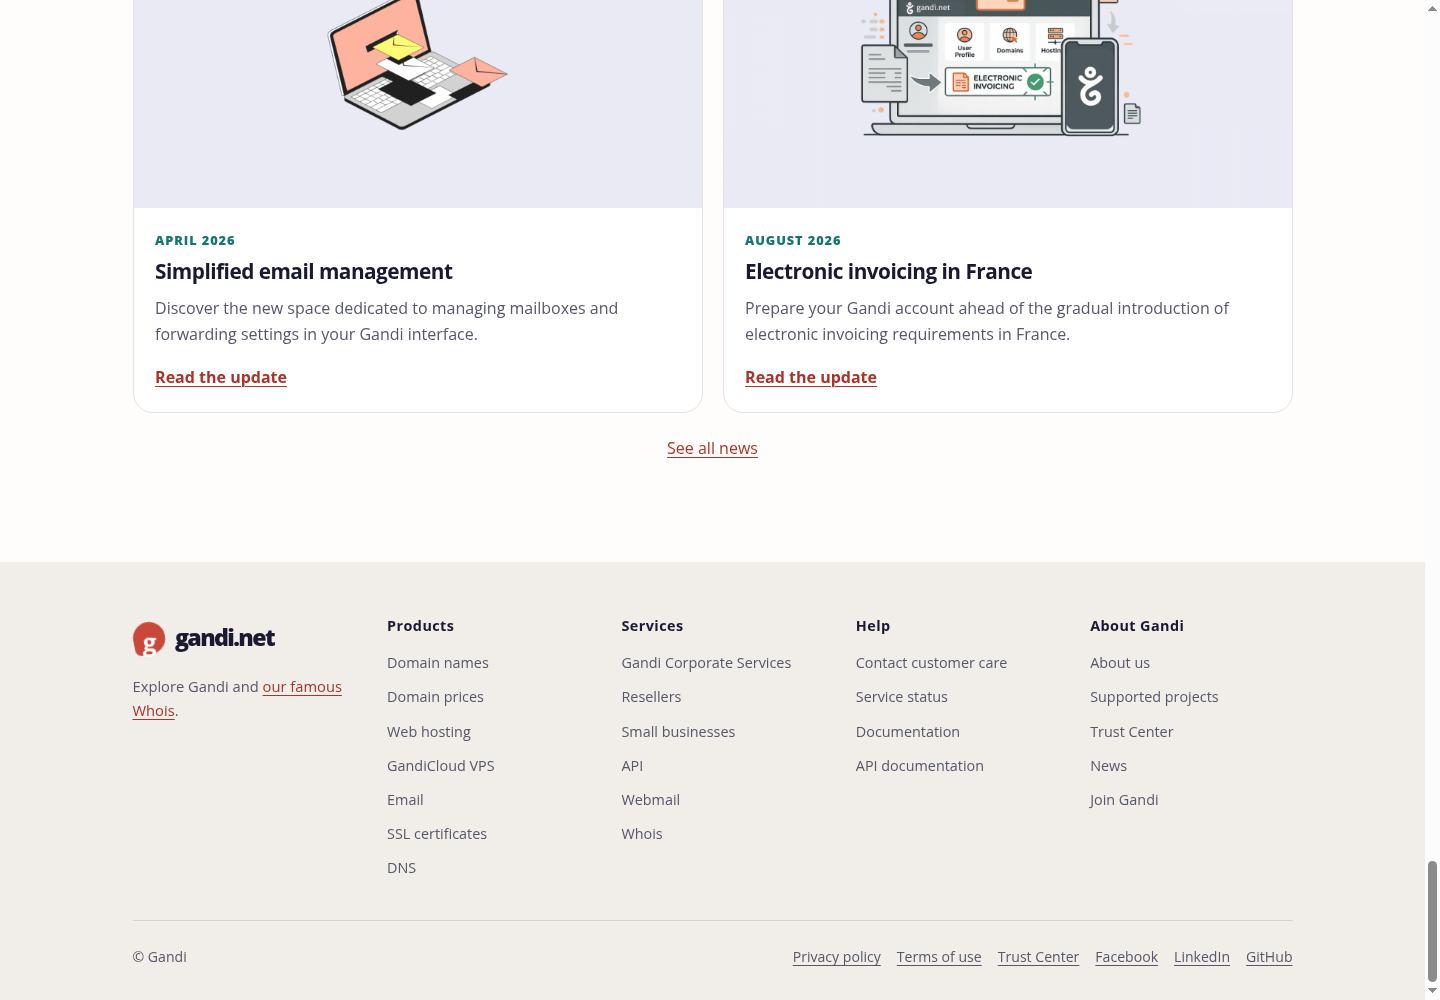 gandi.net
User
Profile
Domains
Hostin
ELECTRONIC
INVOICING
APRIL 2026
Simplified email management
Discover the new space dedicated to managing mailboxes and
forwarding settings in your Gandi interface.
Read the update
AUGUST 2026
Electronic invoicing in France
Prepare your Gandi account ahead of the gradual introduction of
electronic invoicing requirements in France.
Read the update
See all news
g gandi.net
Explore Gandi and our famous
Whois.
Products
Domain names
Domain prices
Web hosting
GandiCloud VPS
Email
SSL certificates
DNS
Services
Gandi Corporate Services
Resellers
Small businesses
API
Webmail
Whois
Help
Contact customer care
Service status
Documentation
API documentation
About Gandi
About us
Supported projects
Trust Center
News
Join Gandi
© Gandi
Privacy policy Terms of use Trust Center Facebook LinkedIn GitHub